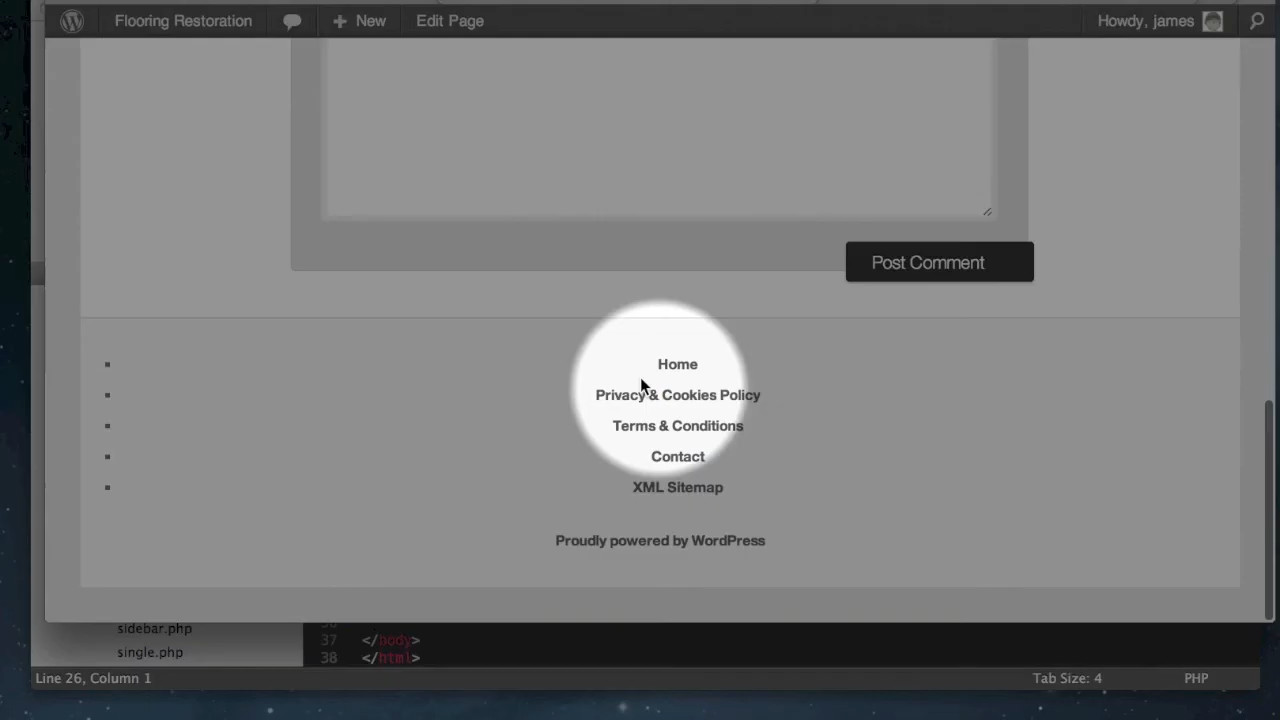 Flooring Restoration New Edit Page Howdy, james
Post Comment
Home
Privacy & Cookies Policy
Terms & Conditions
Contact
XML Sitemap
Proudly powered by WordPress
sidebar.php
37 </body>
single.php
38 </html>
Line 26, Column 1 Tab Size: 4 PHP